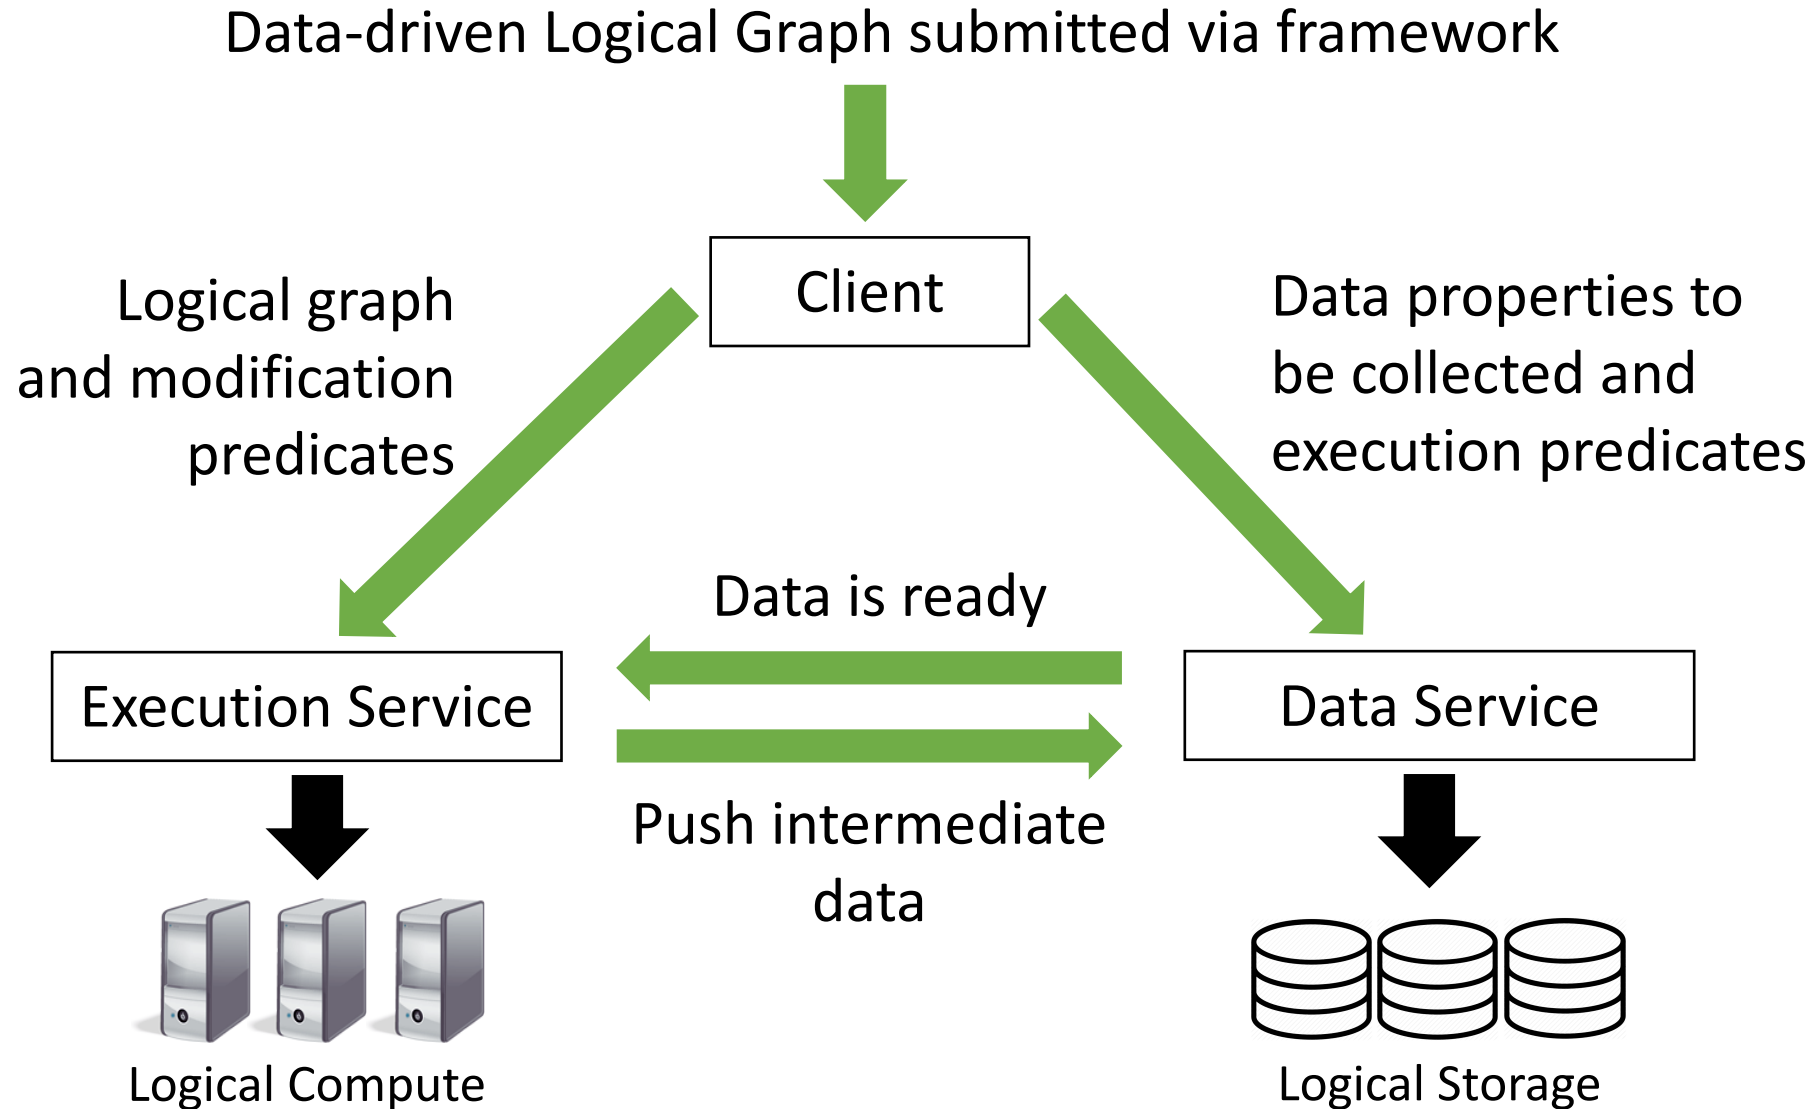 Data-driven Logical Graph submitted via framework
Client
Logical graph
and modification
predicates
Data properties to
be collected and
execution predicates
Data is ready
Execution Service
Data Service
Push intermediate
data
Logical Compute
Logical Storage